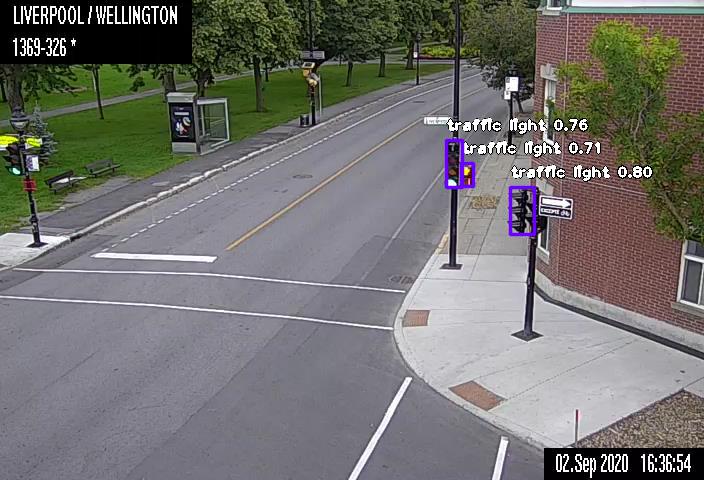 LIVERPOOL / WELLINGTON
1369-326 *
traffic light 0.76
traffic light 0.71
traffic light 0.80
EXCEPTÉ
02.Sep 2020 16:36:54